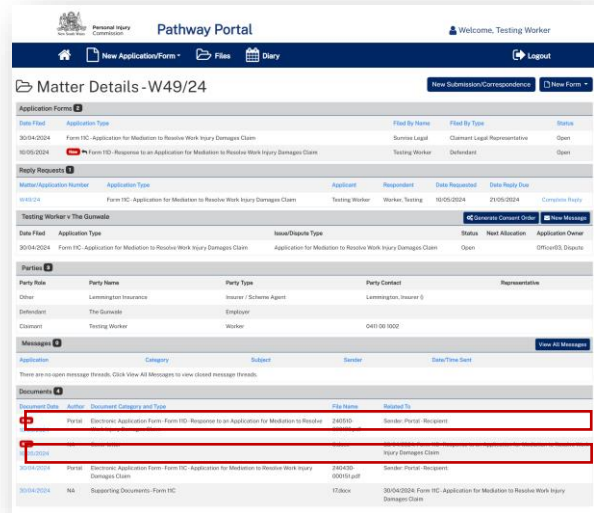 New South Wales
Personal Injury
Commission
Pathway Portal
Welcome, Testing Worker
New Application/Form
Files
Diary
Logout
Matter Details - W49/24
New Submission/Correspondence
New Form
Application Forms 2
Date Filed Application Type Filed By Name Filed By Type Status
30/04/2024 Form 11C - Application for Mediation to Resolve Work Injury Damages Claim Sunrise Legal Claimant Legal Representative Open
10/05/2024 New Form 11D - Response to an Application for Mediation to Resolve Work Injury Damages Claim Testing Worker Defendant Open
Reply Requests 1
Matter/Application Number Application Type Applicant Respondent Date Requested Date Reply Due
W49/24 Form 11C - Application for Mediation to Resolve Work Injury Damages Claim Testing Worker Worker, Testing 10/05/2024 21/05/2024 Complete Reply
Testing Worker v The Gunwale
Generate Consent Order
New Message
Date Filed Application Type Issue/Dispute Type Status Next Allocation Application Owner
30/04/2024 Form 11C - Application for Mediation to Resolve Work Injury Damages Claim Application for Mediation to Resolve Work Injury Damages Claim Open Officer03, Dispute
Parties 3
Party Role Party Name Party Type Party Contact Representative
Other Lemmington Insurance Insurer / Scheme Agent Lemmington, Insurer ()
Defendant The Gunwale Employer
Claimant Testing Worker Worker 0411 00 1002
Messages 0
View All Messages
Application Category Subject Sender Date/Time Sent
There are no open message threads. Click View All Messages to view closed message threads.
Documents 4
Document Date Author Document Category and Type File Name Related To
Portal Electronic Application Form - Form 11D - Response to an Application for Mediation to Resolve 240510- Sender: Portal - Recipient:
Injury Damages Claim
30/04/2024 Portal Electronic Application Form - Form 11C - Application for Mediation to Resolve Work Injury 240430- Sender: Portal - Recipient:
Damages Claim 000151.pdf
30/04/2024 NA Supporting Documents - Form 11C 17.docx 30/04/2024: Form 11C - Application for Mediation to Resolve Work Injury
Damages Claim